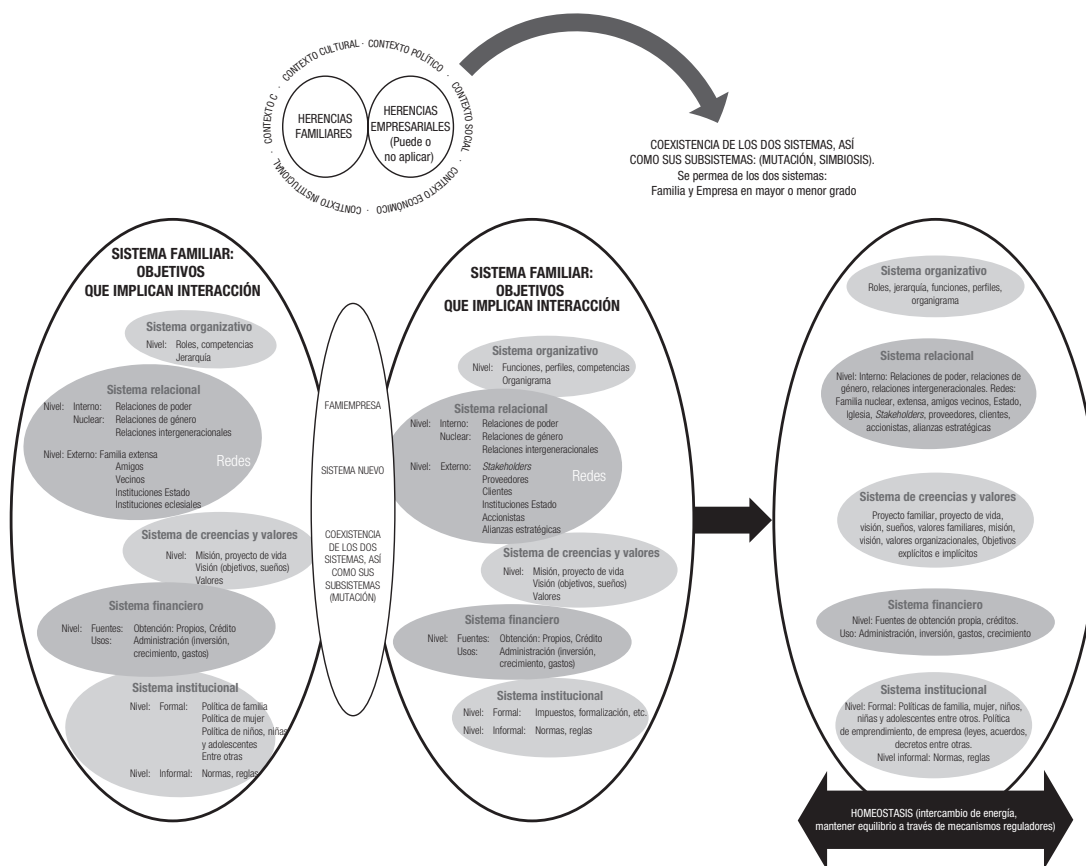 CONTEXTO C · CONTEXTO CULTURAL · CONTEXTO POLÍTICO · CONTEXTO SOCIAL · CONTEXTO ECONÓMICO · CONTEXTO INSTITUCIONAL ·
HERENCIAS
FAMILIARES
HERENCIAS
EMPRESARIALES
(Puede o
no aplicar)
COEXISTENCIA DE LOS DOS SISTEMAS, ASÍ
COMO SUS SUBSISTEMAS: (MUTACIÓN, SIMBIOSIS).
Se permea de los dos sistemas:
Familia y Empresa en mayor o menor grado
SISTEMA FAMILIAR:
OBJETIVOS
QUE IMPLICAN INTERACCIÓN
Sistema organizativo
Nivel: Roles, competencias
Jerarquía
Sistema relacional
Nivel: Interno: Relaciones de poder
Nuclear: Relaciones de género
Relaciones intergeneracionales
Nivel: Externo: Familia extensa
Amigos
Vecinos
Instituciones Estado
Instituciones eclesiales
Redes
Sistema de creencias y valores
Nivel: Misión, proyecto de vida
Visión (objetivos, sueños)
Valores
Sistema financiero
Nivel: Fuentes: Obtención: Propios, Crédito
Usos: Administración (inversión,
crecimiento, gastos)
Sistema institucional
Nivel: Formal: Política de familia
Política de mujer
Política de niños, niñas
y adolescentes
Entre otras
Nivel: Informal: Normas, reglas
FAMIEMPRESA
SISTEMA NUEVO
COEXISTENCIA
DE LOS DOS
SISTEMAS, ASÍ
COMO SUS
SUBSISTEMAS
(MUTACIÓN)
SISTEMA FAMILIAR:
OBJETIVOS
QUE IMPLICAN INTERACCIÓN
Sistema organizativo
Nivel: Funciones, perfiles, competencias
Organigrama
Sistema relacional
Nivel: Interno: Relaciones de poder
Nuclear: Relaciones de género
Relaciones intergeneracionales
Nivel: Externo: Stakeholders
Proveedores
Clientes
Instituciones Estado
Accionistas
Alianzas estratégicas
Redes
Sistema de creencias y valores
Nivel: Misión, proyecto de vida
Visión (objetivos, sueños)
Valores
Sistema financiero
Nivel: Fuentes: Obtención: Propios, Crédito
Usos: Administración (inversión,
crecimiento, gastos)
Sistema institucional
Nivel: Formal: Impuestos, formalización, etc.
Nivel: Informal: Normas, reglas
Sistema organizativo
Roles, jerarquía, funciones, perfiles,
organigrama
Sistema relacional
Nivel: Interno: Relaciones de poder, relaciones de
género, relaciones intergeneracionales. Redes:
Familia nuclear, extensa, amigos vecinos, Estado,
Iglesia, Stakeholders, proveedores, clientes,
accionistas, alianzas estratégicas
Sistema de creencias y valores
Proyecto familiar, proyecto de vida,
visión, sueños, valores familiares, misión,
visión, valores organizacionales, Objetivos
explícitos e implícitos
Sistema financiero
Nivel: Fuentes de obtención propia, créditos.
Uso: Administración, inversión, gastos, crecimiento
Sistema institucional
Nivel: Formal: Políticas de familia, mujer, niños,
niñas y adolescentes entre otros. Política
de emprendimiento, de empresa (leyes, acuerdos,
decretos entre otras.
Nivel informal: Normas, reglas
HOMEOSTASIS (intercambio de energía,
mantener equilibrio a través de mecanismos reguladores)